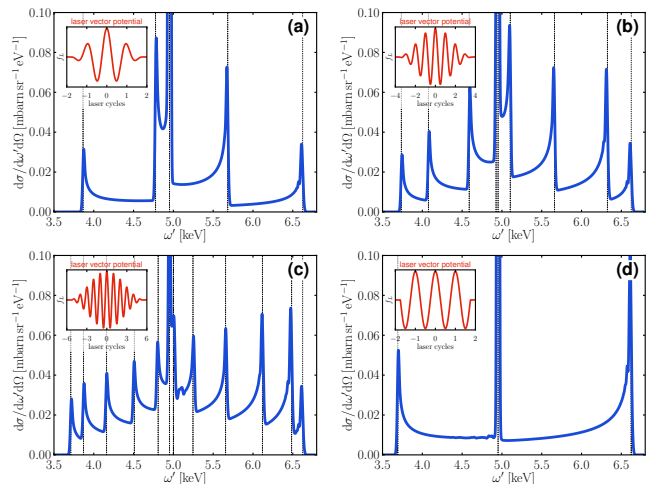 (a)
laser vector potential
f_L
−2 −1 0 1 2
laser cycles
dσ/dω′dΩ [mbarn sr⁻¹ eV⁻¹]
0.10
0.08
0.06
0.04
0.02
0.00
3.5 4.0 4.5 5.0 5.5 6.0 6.5
ω′ [keV]
(b)
laser vector potential
f_L
−4 −3 −2 −1 0 1 2 3 4
laser cycles
dσ/dω′dΩ [mbarn sr⁻¹ eV⁻¹]
0.10
0.08
0.06
0.04
0.02
0.00
3.5 4.0 4.5 5.0 5.5 6.0 6.5
ω′ [keV]
(c)
laser vector potential
f_L
−6 −3 0 3 6
laser cycles
dσ/dω′dΩ [mbarn sr⁻¹ eV⁻¹]
0.10
0.08
0.06
0.04
0.02
0.00
3.5 4.0 4.5 5.0 5.5 6.0 6.5
ω′ [keV]
(d)
laser vector potential
f_L
−2 −1 0 1 2
laser cycles
dσ/dω′dΩ [mbarn sr⁻¹ eV⁻¹]
0.10
0.08
0.06
0.04
0.02
0.00
3.5 4.0 4.5 5.0 5.5 6.0 6.5
ω′ [keV]